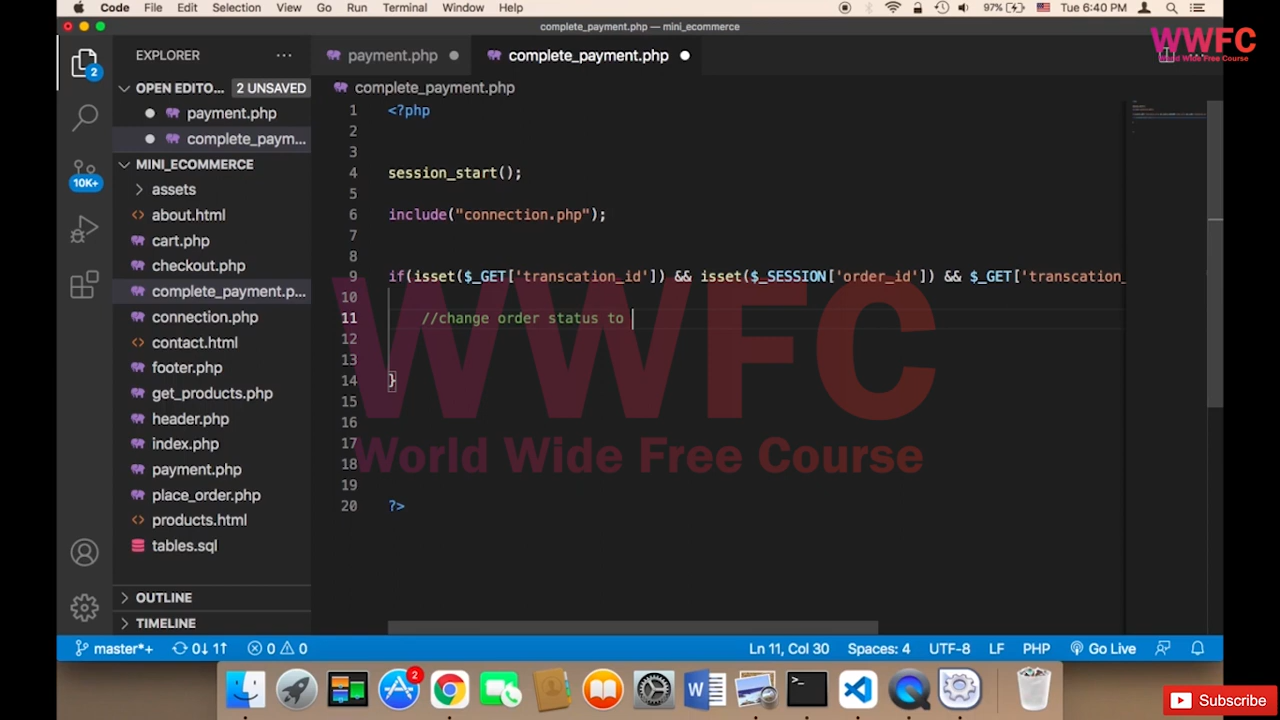 Code File Edit Selection View Go Run Terminal Window Help 97% Tue 6:40 PM
complete_payment.php — mini_ecommerce
WWFC
World Wide Free Course
EXPLORER ···
payment.php
complete_payment.php
OPEN EDITO... 2 UNSAVED
payment.php
complete_paym...
MINI_ECOMMERCE
assets
about.html
cart.php
checkout.php
complete_payment.p...
connection.php
contact.html
footer.php
get_products.php
header.php
index.php
payment.php
place_order.php
products.html
tables.sql
OUTLINE
TIMELINE
2
10K+
complete_payment.php
1 <?php
2
3
4 session_start();
5
6 include("connection.php");
7
8
9 if(isset($_GET['transcation_id']) && isset($_SESSION['order_id']) && $_GET['transcation_
10
11 //change order status to
12
13
14 }
15
16
17
18
19
20 ?>
WWFC
World Wide Free Course
master*+ 0↓ 1↑ 0 0 Ln 11, Col 30 Spaces: 4 UTF-8 LF PHP Go Live
2
W
>_
Subscribe